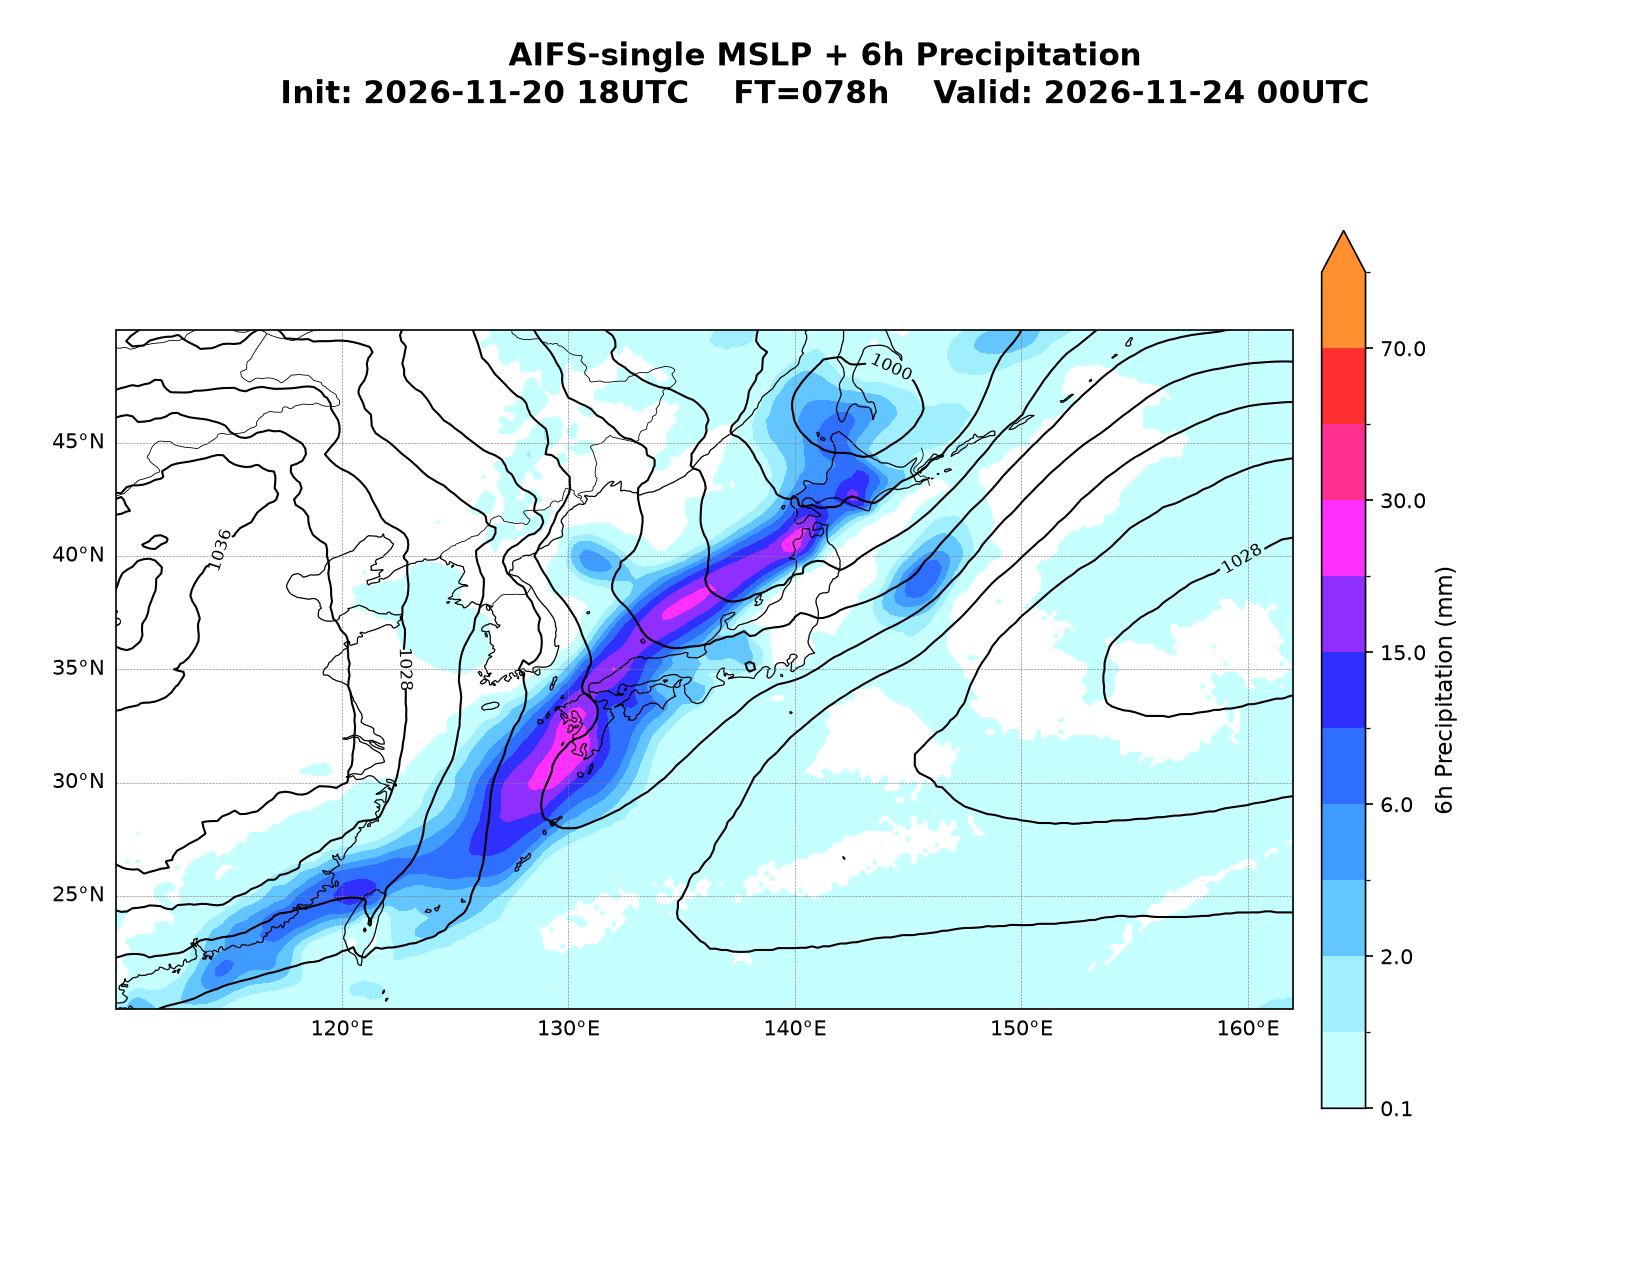 AIFS-single MSLP + 6h Precipitation
Init: 2026-11-20 18UTC    FT=078h    Valid: 2026-11-24 00UTC
70.0
30.0
15.0
6.0
2.0
0.1
6h Precipitation (mm)
45°N
40°N
35°N
30°N
25°N
120°E
130°E
140°E
150°E
160°E
1000
1036
1028
1028